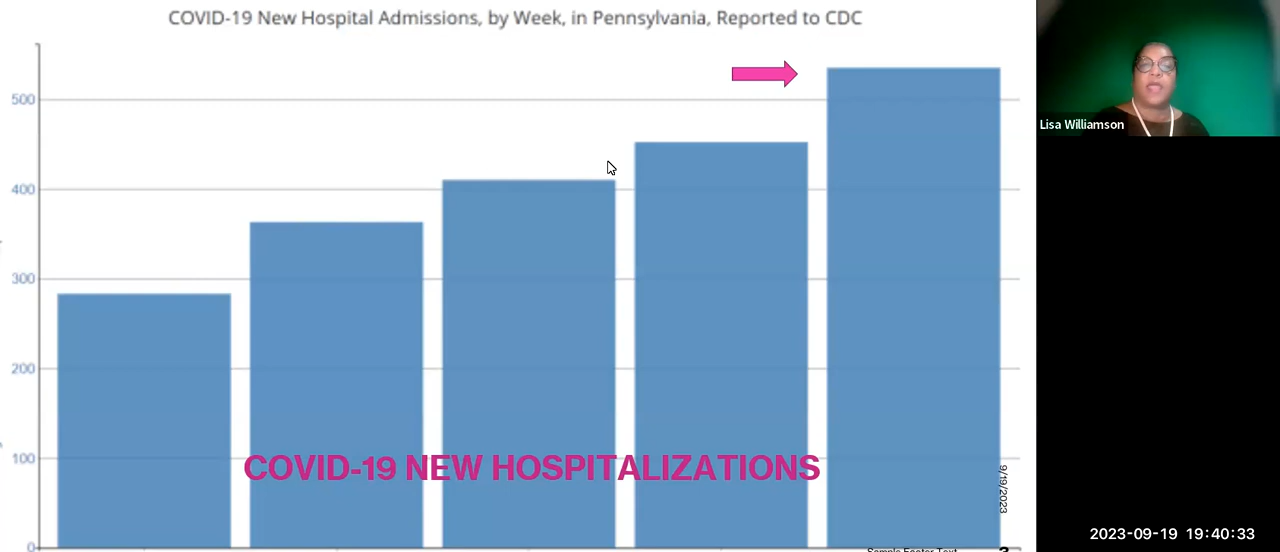 COVID-19 New Hospital Admissions, by Week, in Pennsylvania, Reported to CDC
500
400
300
200
100
0
COVID-19 NEW HOSPITALIZATIONS
9/19/2023
Sample Footer Text
3
Lisa Williamson
2023-09-19 19:40:33